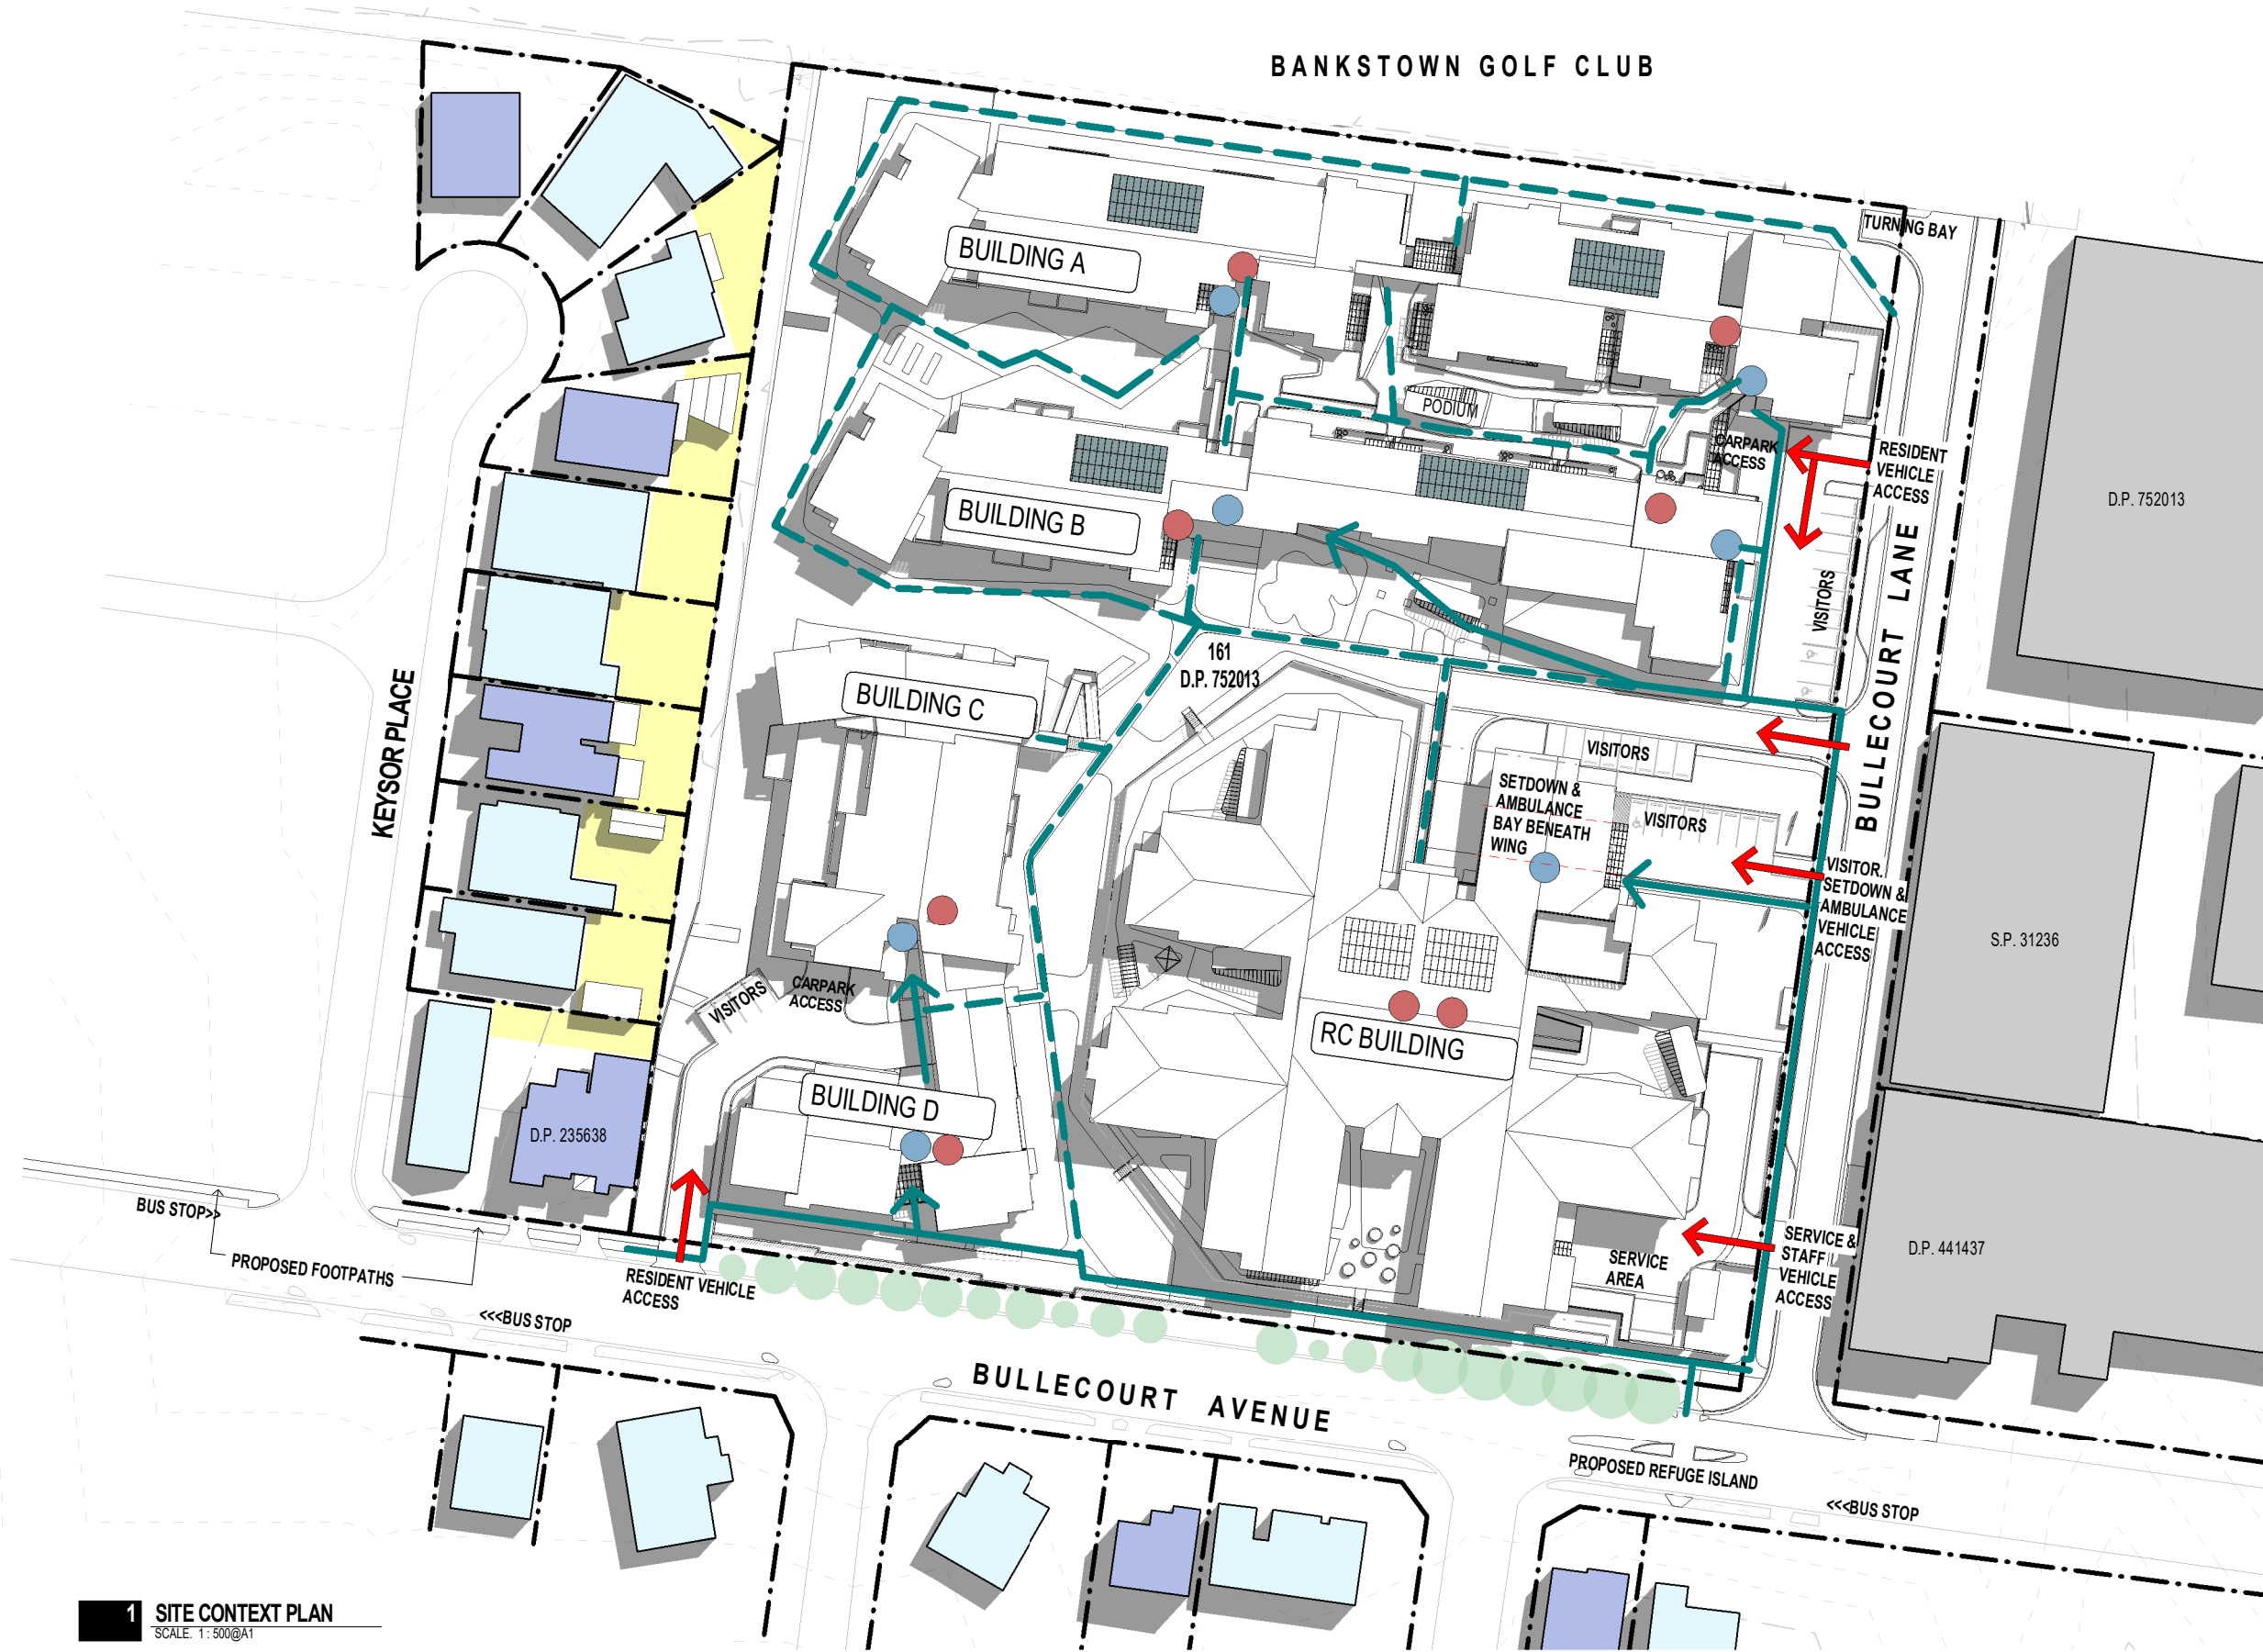 BANKSTOWN GOLF CLUB
TURNING BAY
BUILDING A
PODIUM
CARPARK
ACCESS
RESIDENT
VEHICLE
ACCESS
D.P. 752013
BUILDING B
VISITORS
BULLECOURT LANE
161
D.P. 752013
BUILDING C
KEYSOR PLACE
VISITORS
SETDOWN &
AMBULANCE
BAY BENEATH
WING
VISITORS
VISITOR,
SETDOWN &
AMBULANCE
VEHICLE
ACCESS
S.P. 31236
VISITORS
CARPARK
ACCESS
RC BUILDING
BUILDING D
D.P. 235638
BUS STOP>>
PROPOSED FOOTPATHS
RESIDENT VEHICLE
ACCESS
SERVICE
AREA
SERVICE &
STAFF
VEHICLE
ACCESS
D.P. 441437
<<<BUS STOP
BULLECOURT AVENUE
PROPOSED REFUGE ISLAND
<<<BUS STOP
1 SITE CONTEXT PLAN
SCALE. 1 : 500@A1